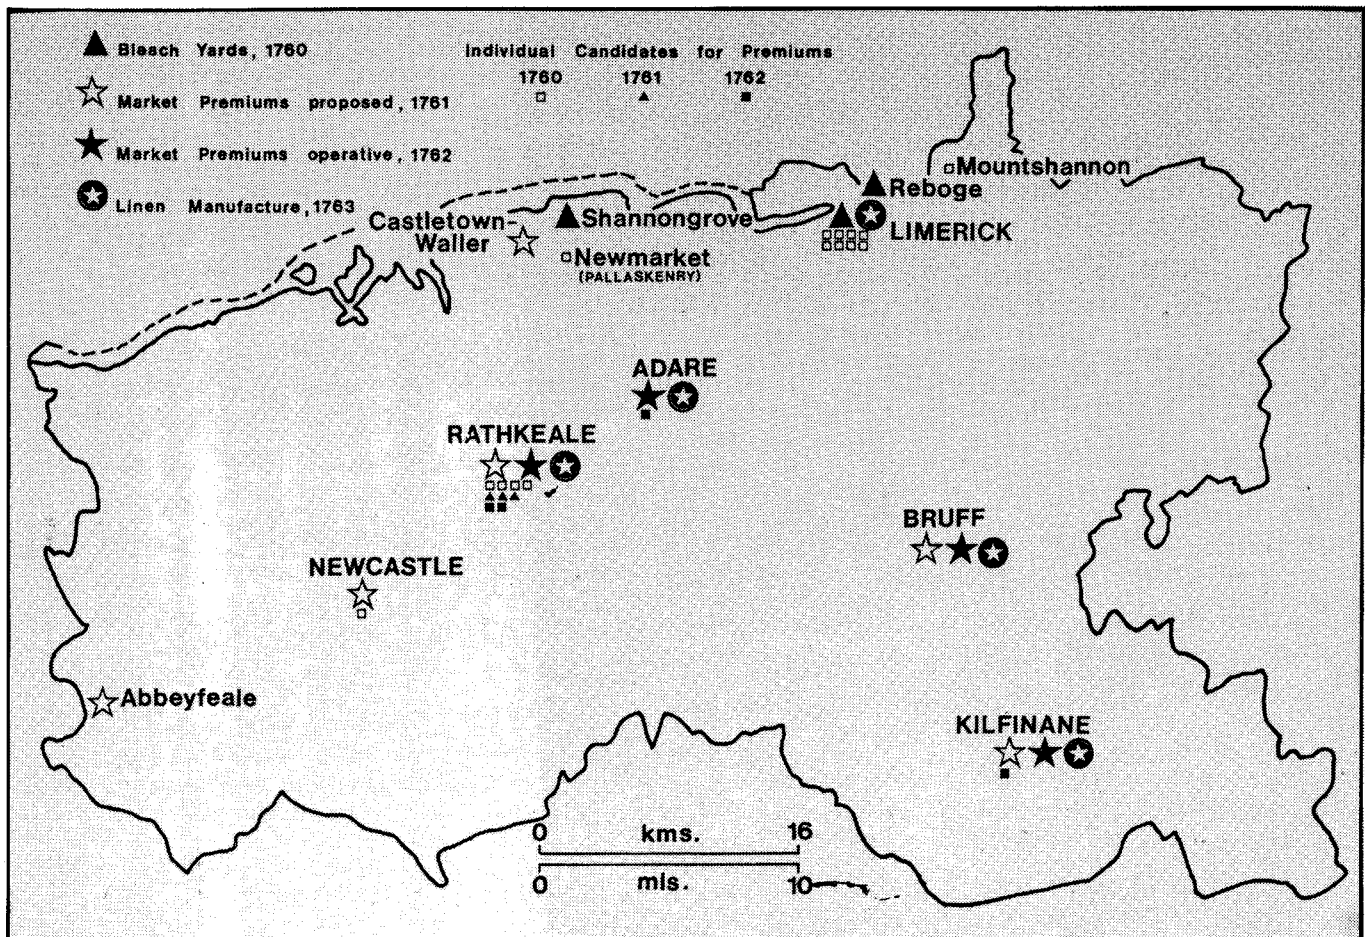 Bleach Yards, 1760
Market Premiums proposed, 1761
Market Premiums operative, 1762
Linen Manufacture, 1763
Individual Candidates for Premiums
1760 1761 1762
Mountshannon
Reboge
LIMERICK
Castletown-
Waller
Shannongrove
Newmarket
(PALLASKENRY)
ADARE
RATHKEALE
BRUFF
NEWCASTLE
Abbeyfeale
KILFINANE
0 kms. 16
0 mls. 10